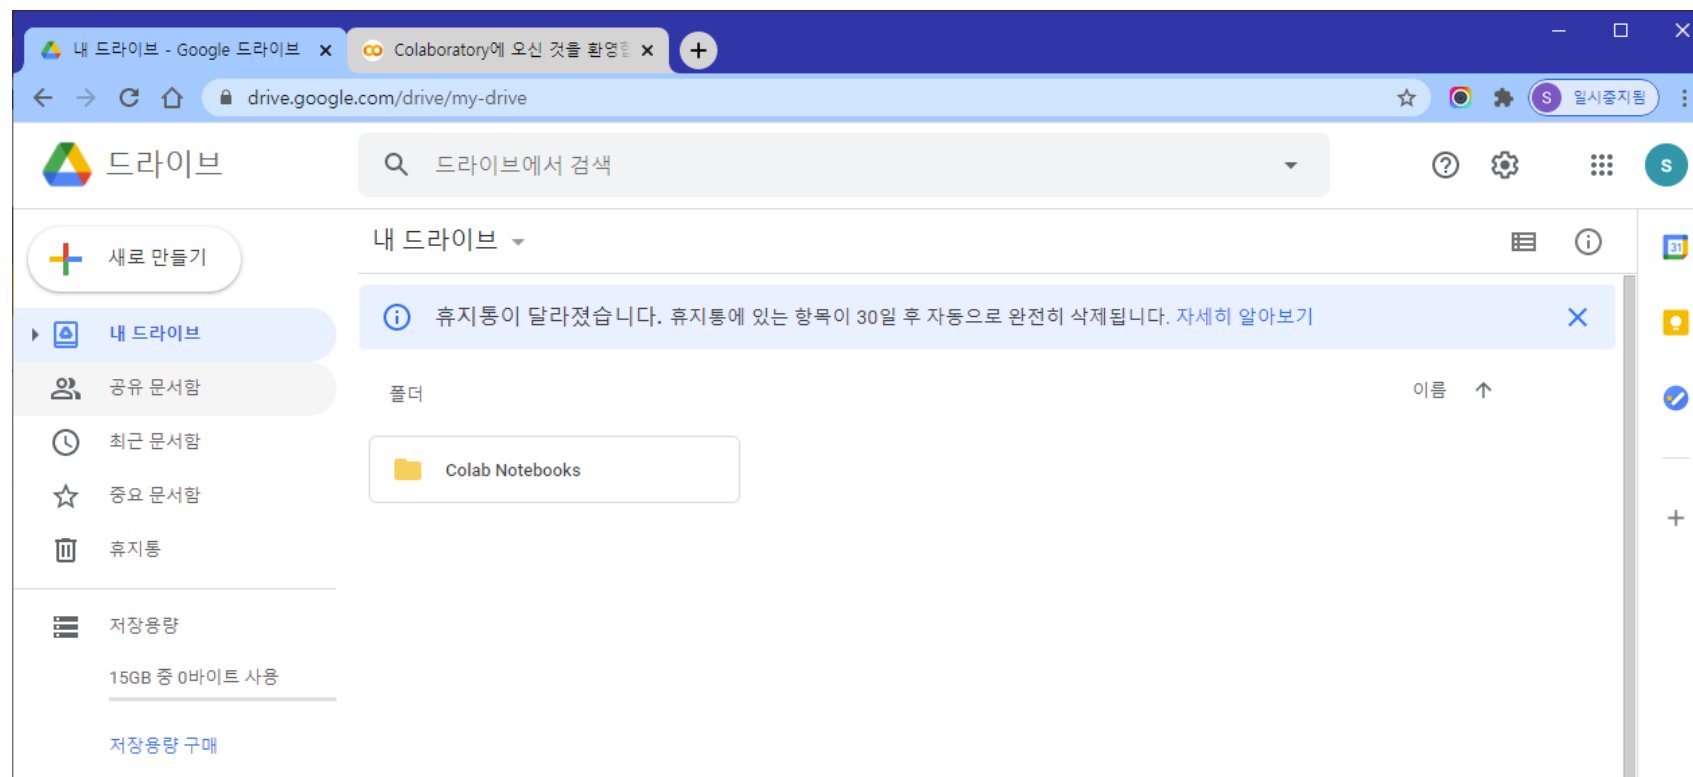 내 드라이브 - Google 드라이브
Colaboratory에 오신 것을 환영합
drive.google.com/drive/my-drive
S 일시중지됨
드라이브
드라이브에서 검색
S
새로 만들기
내 드라이브
31
휴지통이 달라졌습니다. 휴지통에 있는 항목이 30일 후 자동으로 완전히 삭제됩니다. 자세히 알아보기
내 드라이브
공유 문서함
폴더
이름
최근 문서함
Colab Notebooks
중요 문서함
휴지통
저장용량
15GB 중 0바이트 사용
저장용량 구매